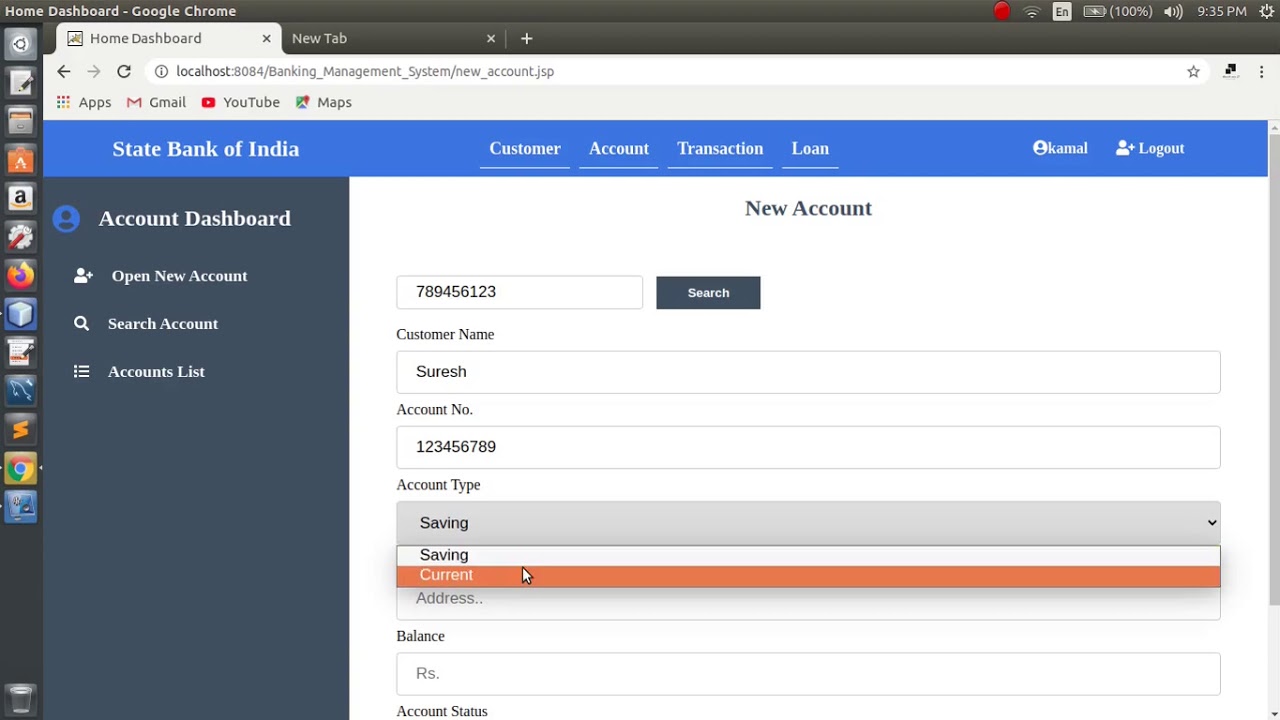 Home Dashboard - Google Chrome
En
(100%)
9:35 PM
Home Dashboard
New Tab
localhost:8084/Banking_Management_System/new_account.jsp
Apps
Gmail
YouTube
Maps
State Bank of India
Customer
Account
Transaction
Loan
kamal
Logout
Account Dashboard
Open New Account
Search Account
Accounts List
New Account
789456123
Search
Customer Name
Suresh
Account No.
123456789
Account Type
Saving
Saving
Current
Address..
Balance
Rs.
Account Status